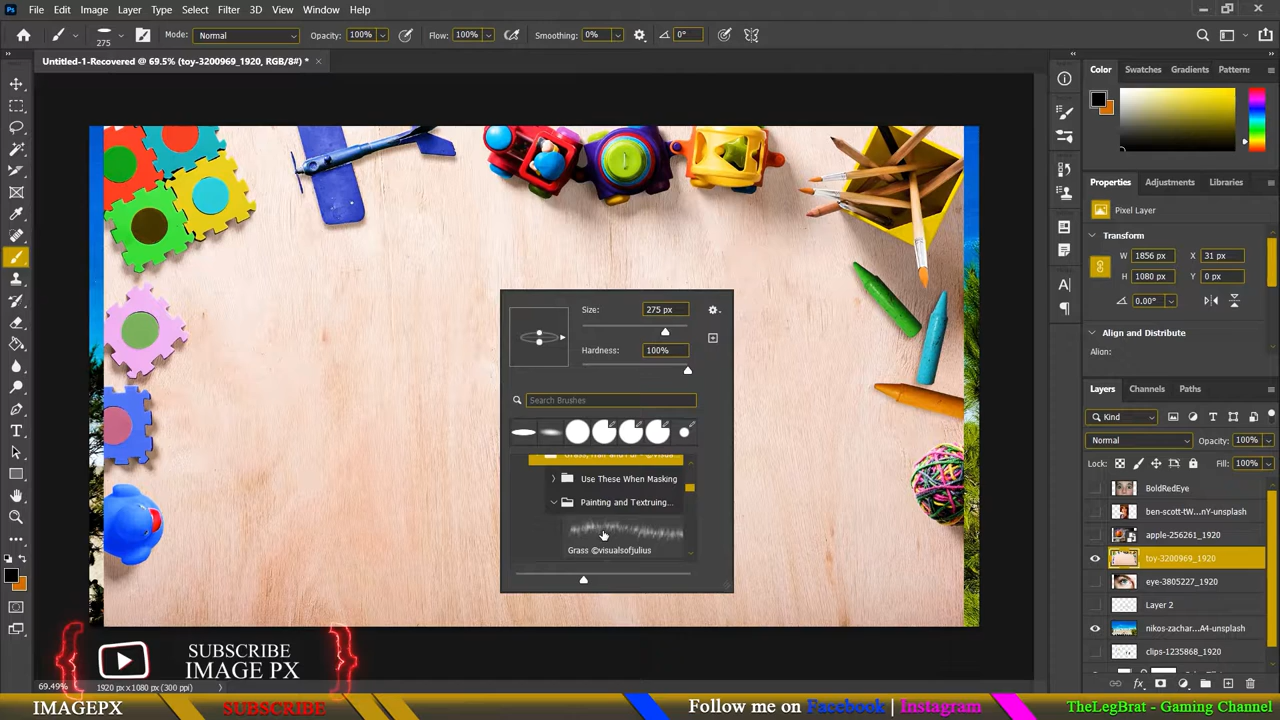 Ps File Edit Image Layer Type Select Filter 3D View Window Help
275 Mode: Normal Opacity: 100% Flow: 100% Smoothing: 0% 0°
Untitled-1-Recovered @ 69.5% (toy-3200969_1920, RGB/8#) *
Color Swatches Gradients Patterns
Properties Adjustments Libraries
Pixel Layer
Transform
W 1856 px X 31 px
H 1080 px Y 0 px
0.00°
Align and Distribute
Align:
Size: 275 px
Hardness: 100%
Search Brushes
Use These When Masking
Painting and Textruing...
Grass ©visualsofjulius
Layers Channels Paths
Kind
Normal Opacity: 100%
Lock: Fill: 100%
BoldRedEye
ben-scott-tw...nY-unsplash
apple-256261_1920
toy-3200969_1920
eye-3805227_1920
Layer 2
nikos-zachar...A4-unsplash
clips-1235868_1920
SUBSCRIBE
IMAGE PX
69.49% 1920 px x 1080 px (300 ppi)
IMAGEPX SUBSCRIBE Follow me on Facebook | Instagram TheLegBrat - Gaming Channel